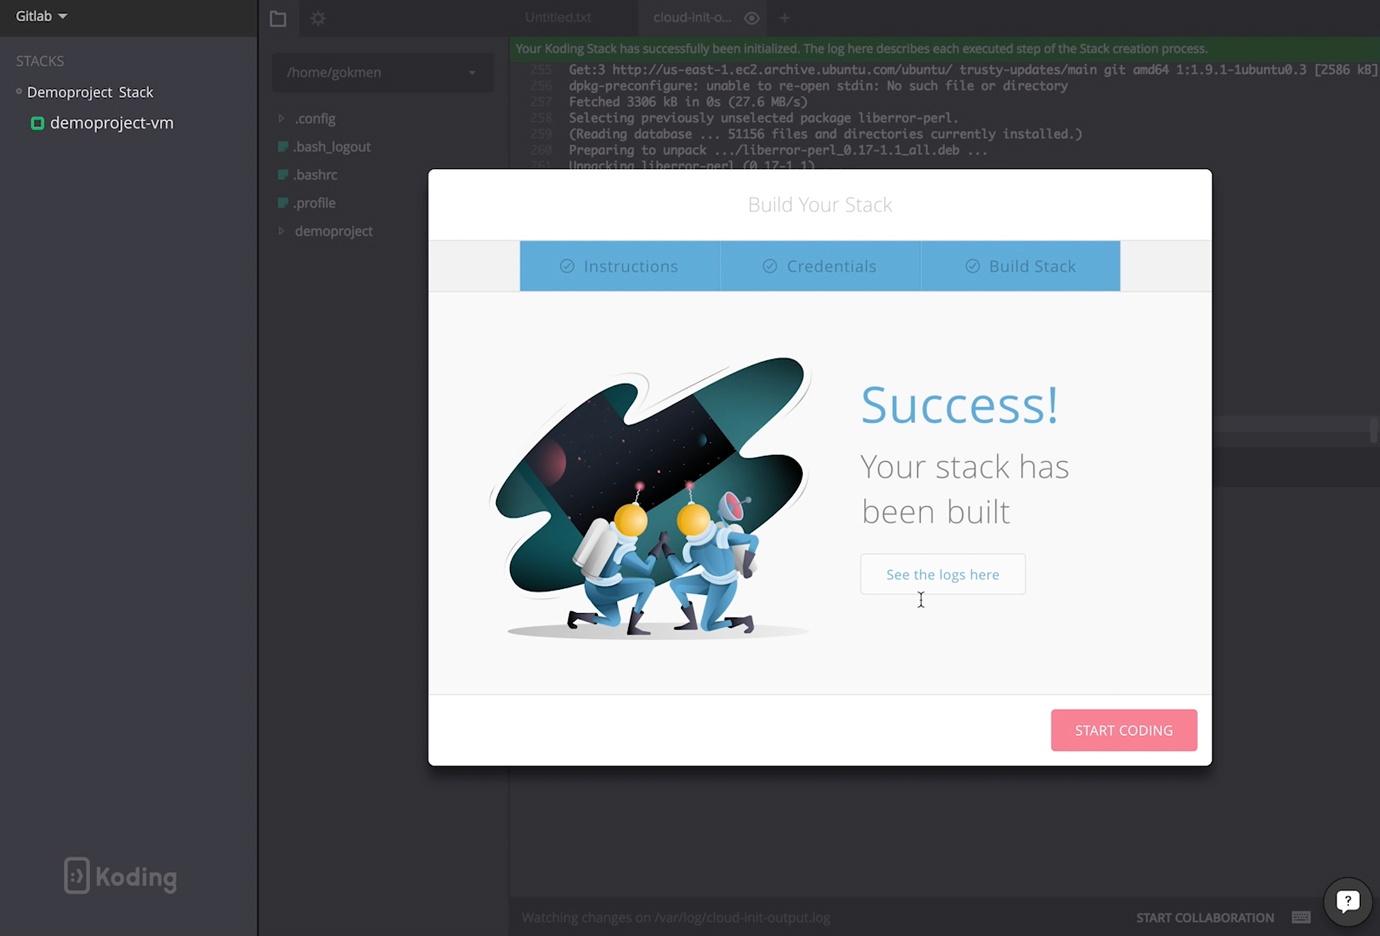 Gitlab
STACKS
Demoproject Stack
demoproject-vm
Koding
/home/gokmen
.config
.bash_logout
.bashrc
.profile
demoproject
Untitled.txt
cloud-init-o...
Your Koding Stack has successfully been initialized. The log here describes each executed step of the Stack creation process.
255 Get:3 http://us-east-1.ec2.archive.ubuntu.com/ubuntu/ trusty-updates/main git amd64 1:1.9.1-1ubuntu0.3 [2586 kB]
256 dpkg-preconfigure: unable to re-open stdin: No such file or directory
257 Fetched 3306 kB in 0s (27.6 MB/s)
258 Selecting previously unselected package liberror-perl.
259 (Reading database ... 51156 files and directories currently installed.)
260 Preparing to unpack .../liberror-perl_0.17-1.1_all.deb ...
261 Unpacking liberror-perl (0.17-1.1)
Build Your Stack
Instructions
Credentials
Build Stack
Success!
Your stack has
been built
See the logs here
START CODING
Watching changes on /var/log/cloud-init-output.log
START COLLABORATION